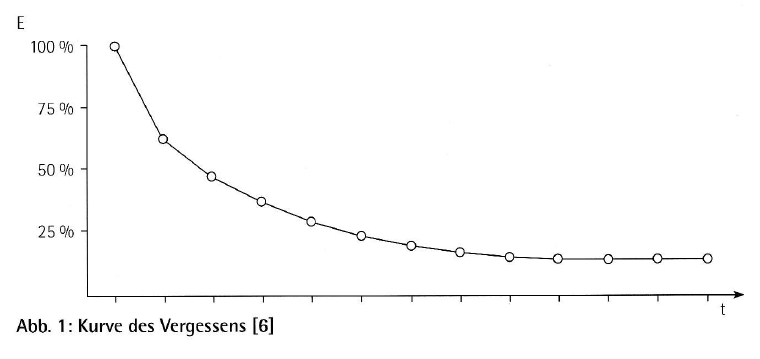 E
100 %
75 %
50 %
25 %
t
Abb. 1: Kurve des Vergessens [6]